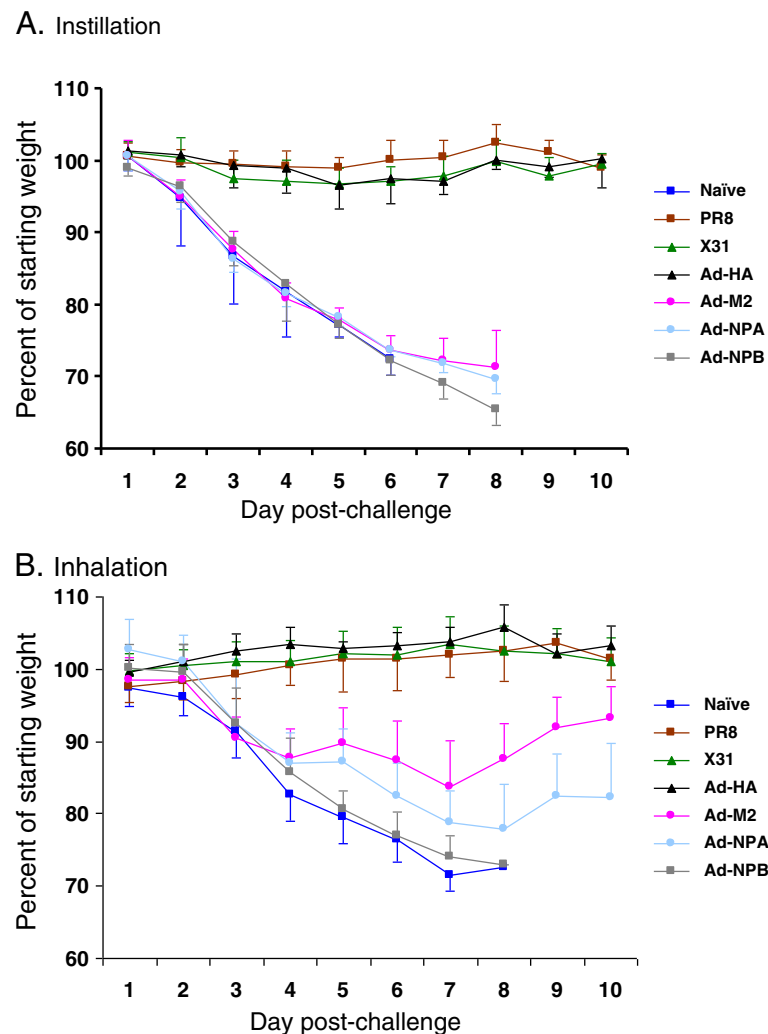 A. Instillation
110
100
90
80
70
60
Percent of starting weight
1 2 3 4 5 6 7 8 9 10
Day post-challenge
Naïve
PR8
X31
Ad-HA
Ad-M2
Ad-NPA
Ad-NPB
B. Inhalation
110
100
90
80
70
60
Percent of starting weight
1 2 3 4 5 6 7 8 9 10
Day post-challenge
Naïve
PR8
X31
Ad-HA
Ad-M2
Ad-NPA
Ad-NPB